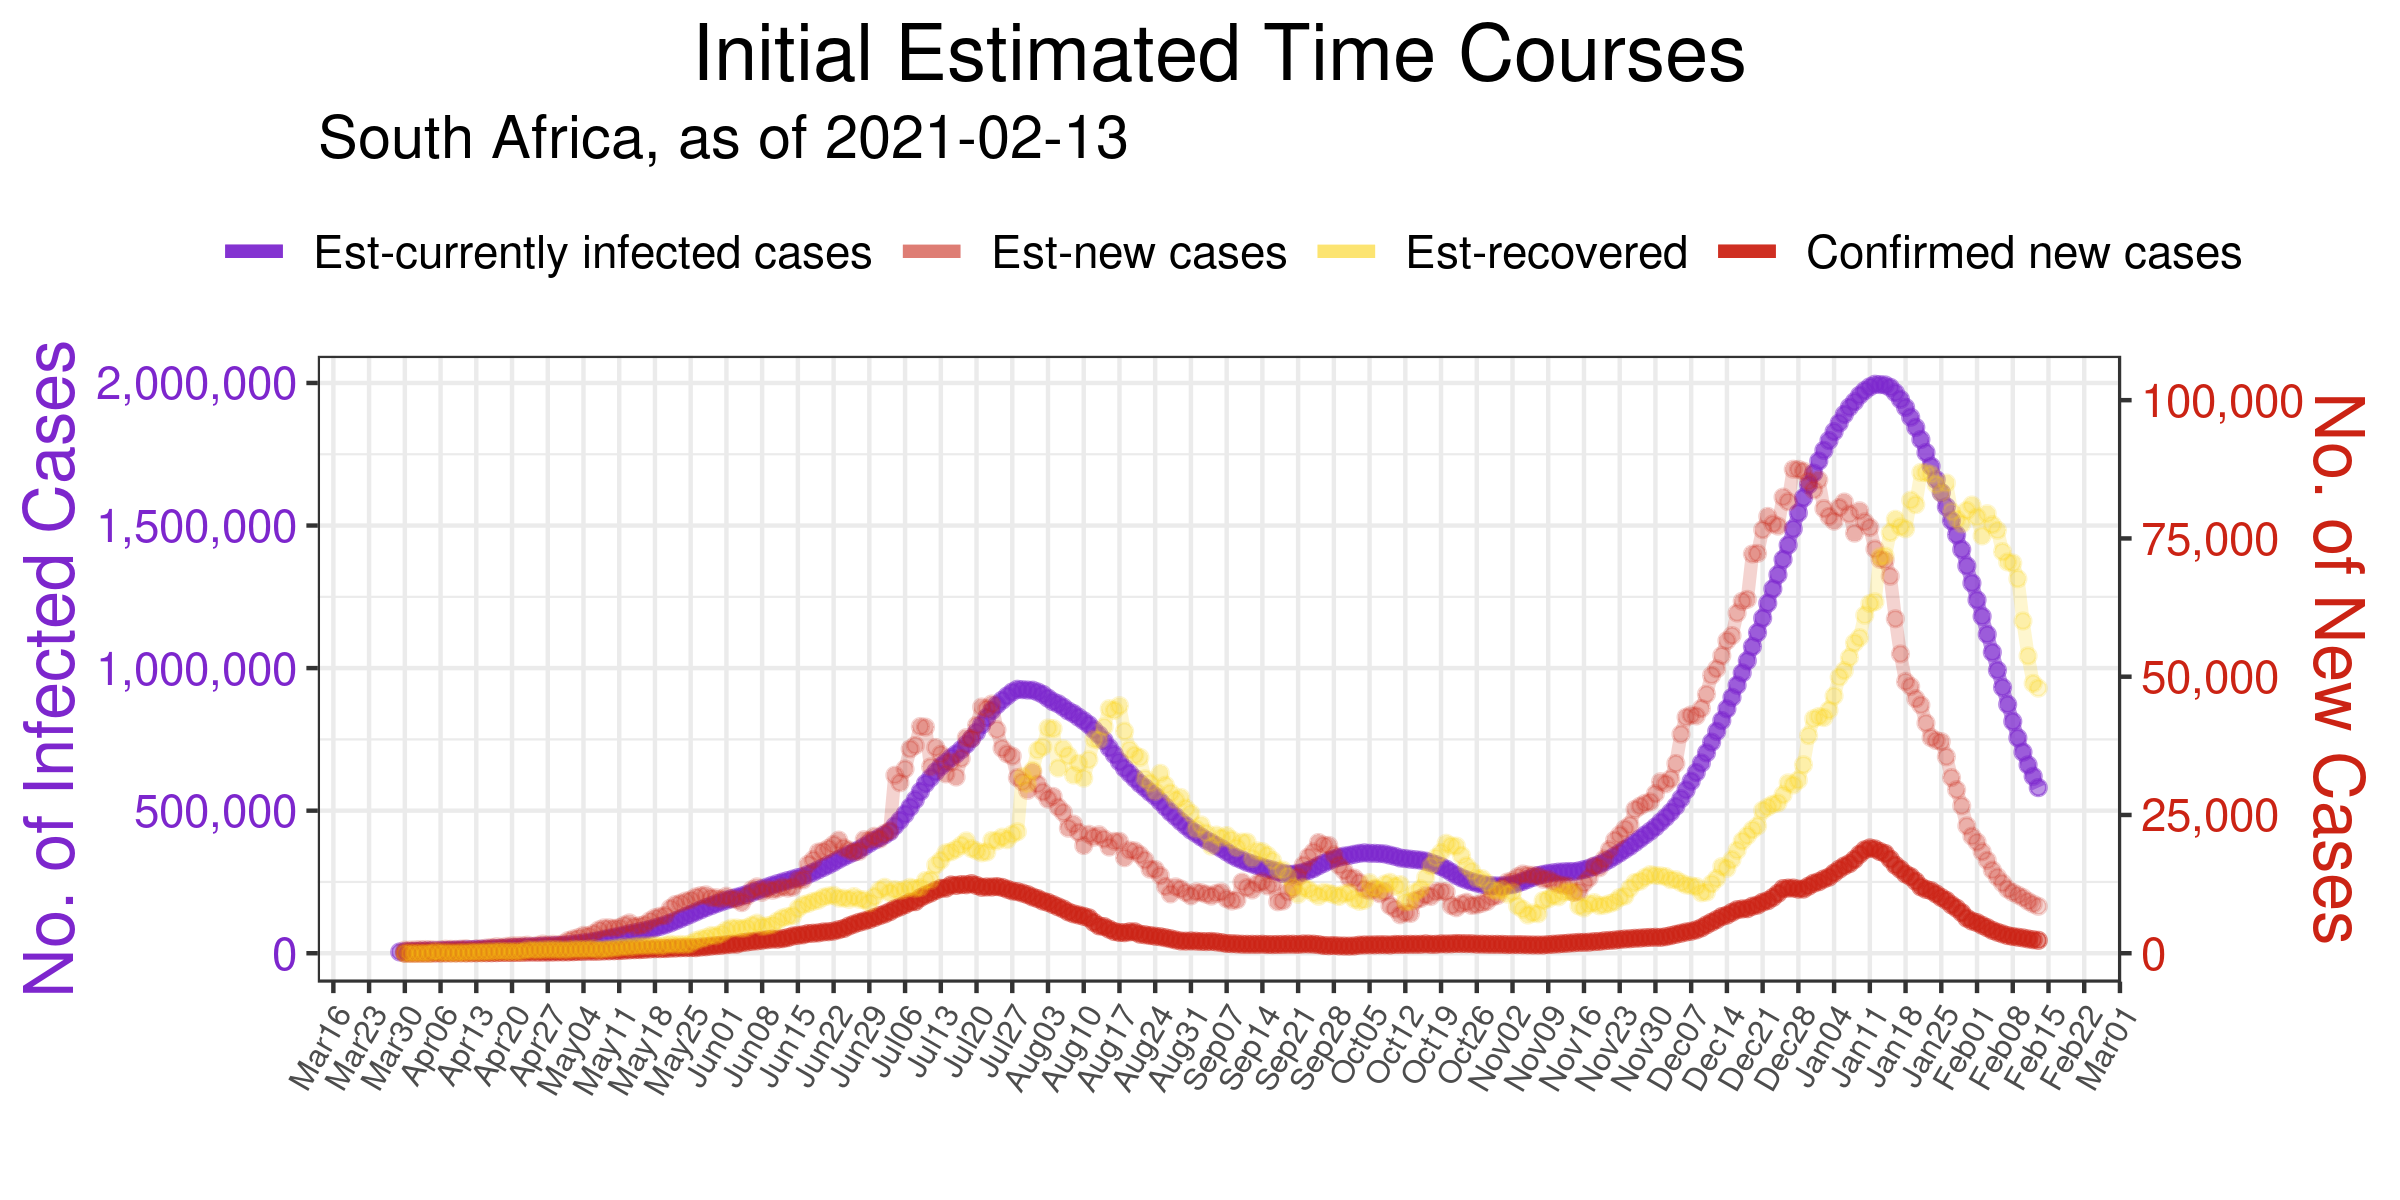 Initial Estimated Time Courses
South Africa, as of 2021-02-13
Est-currently infected cases
Est-new cases
Est-recovered
Confirmed new cases
No. of Infected Cases
2,000,000
1,500,000
1,000,000
500,000
0
100,000
75,000
50,000
25,000
0
No. of New Cases
Mar16
Mar23
Mar30
Apr06
Apr13
Apr20
Apr27
May04
May11
May18
May25
Jun01
Jun08
Jun15
Jun22
Jun29
Jul06
Jul13
Jul20
Jul27
Aug03
Aug10
Aug17
Aug24
Aug31
Sep07
Sep14
Sep21
Sep28
Oct05
Oct12
Oct19
Oct26
Nov02
Nov09
Nov16
Nov23
Nov30
Dec07
Dec14
Dec21
Dec28
Jan04
Jan11
Jan18
Jan25
Feb01
Feb08
Feb15
Feb22
Mar01